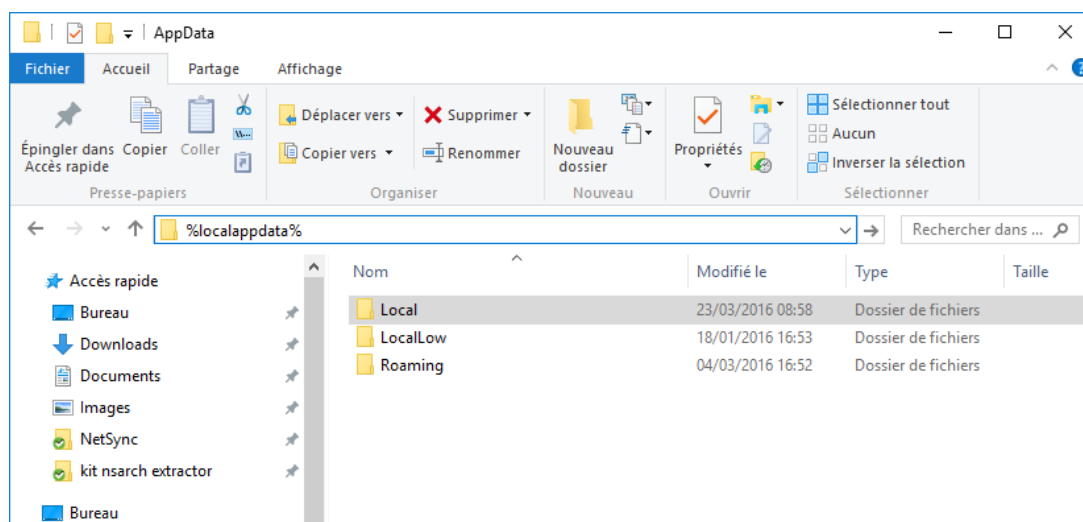 AppData
Fichier Accueil Partage Affichage
Épingler dans Accès rapide
Copier
Coller
Presse-papiers
Déplacer vers
Copier vers
Supprimer
Renommer
Organiser
Nouveau dossier
Nouveau
Propriétés
Ouvrir
Sélectionner tout
Aucun
Inverser la sélection
Sélectionner
%localappdata%
Rechercher dans ...
Accès rapide
Bureau
Downloads
Documents
Images
NetSync
kit nsarch extractor
Bureau
Nom Modifié le Type Taille
Local 23/03/2016 08:58 Dossier de fichiers
LocalLow 18/01/2016 16:53 Dossier de fichiers
Roaming 04/03/2016 16:52 Dossier de fichiers